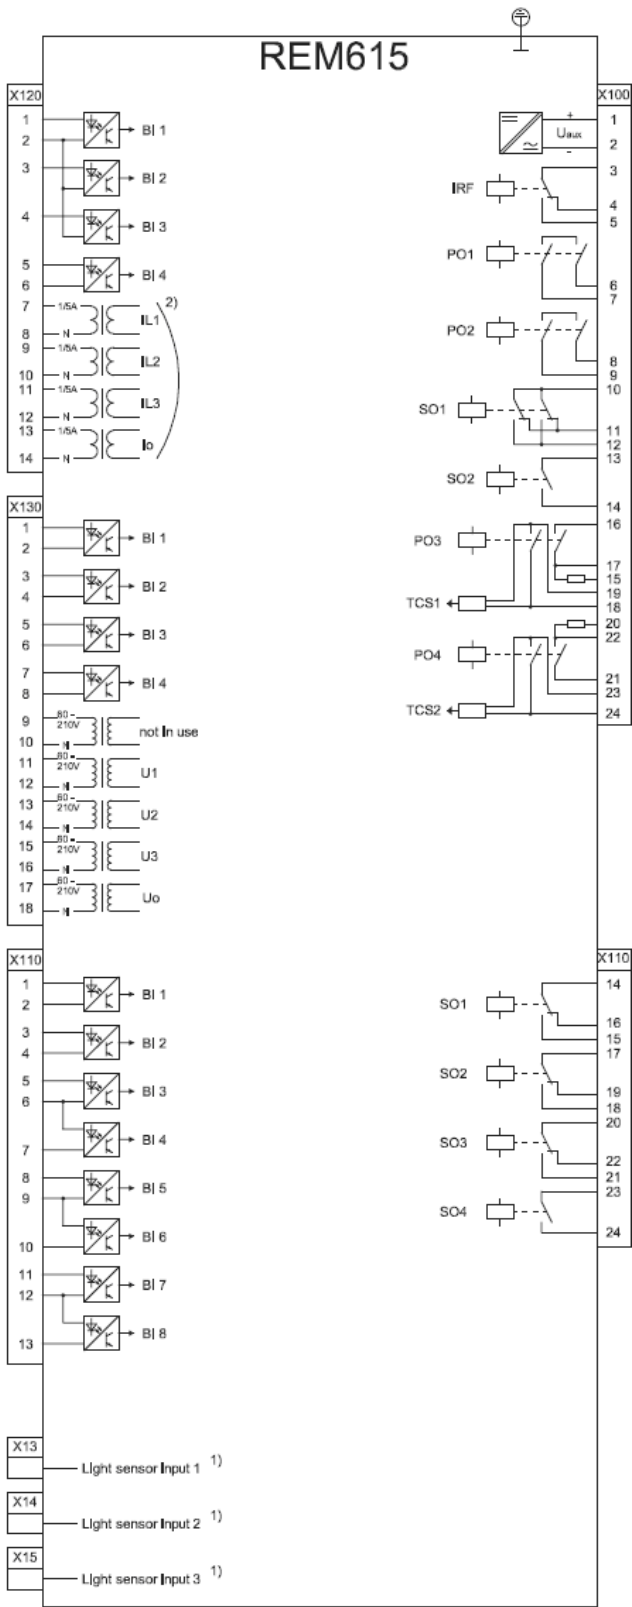 REM615
X120
1
2
BI 1
3
BI 2
4
BI 3
5
6
BI 4
7
1/5A
8
N
IL1
2)
9
1/5A
10
N
IL2
11
1/5A
12
N
IL3
13
1/5A
14
N
Io
X130
1
2
BI 1
3
4
BI 2
5
6
BI 3
7
8
BI 4
9
60 -
210V
10
N
not in use
11
60 -
210V
12
N
U1
13
60 -
210V
14
N
U2
15
60 -
210V
16
N
U3
17
60 -
210V
18
N
Uo
X110
1
2
BI 1
3
4
BI 2
5
6
BI 3
7
BI 4
8
9
BI 5
10
BI 6
11
12
BI 7
13
BI 8
X13
Light sensor input 1 1)
X14
Light sensor input 2 1)
X15
Light sensor input 3 1)
X100
1
+
Uaux
2
-
IRF
3
4
5
PO1
6
7
PO2
8
9
SO1
10
11
12
SO2
13
14
PO3
16
17
15
19
TCS1
18
20
22
PO4
21
23
TCS2
24
X110
SO1
14
16
15
SO2
17
19
18
SO3
20
22
21
SO4
23
24